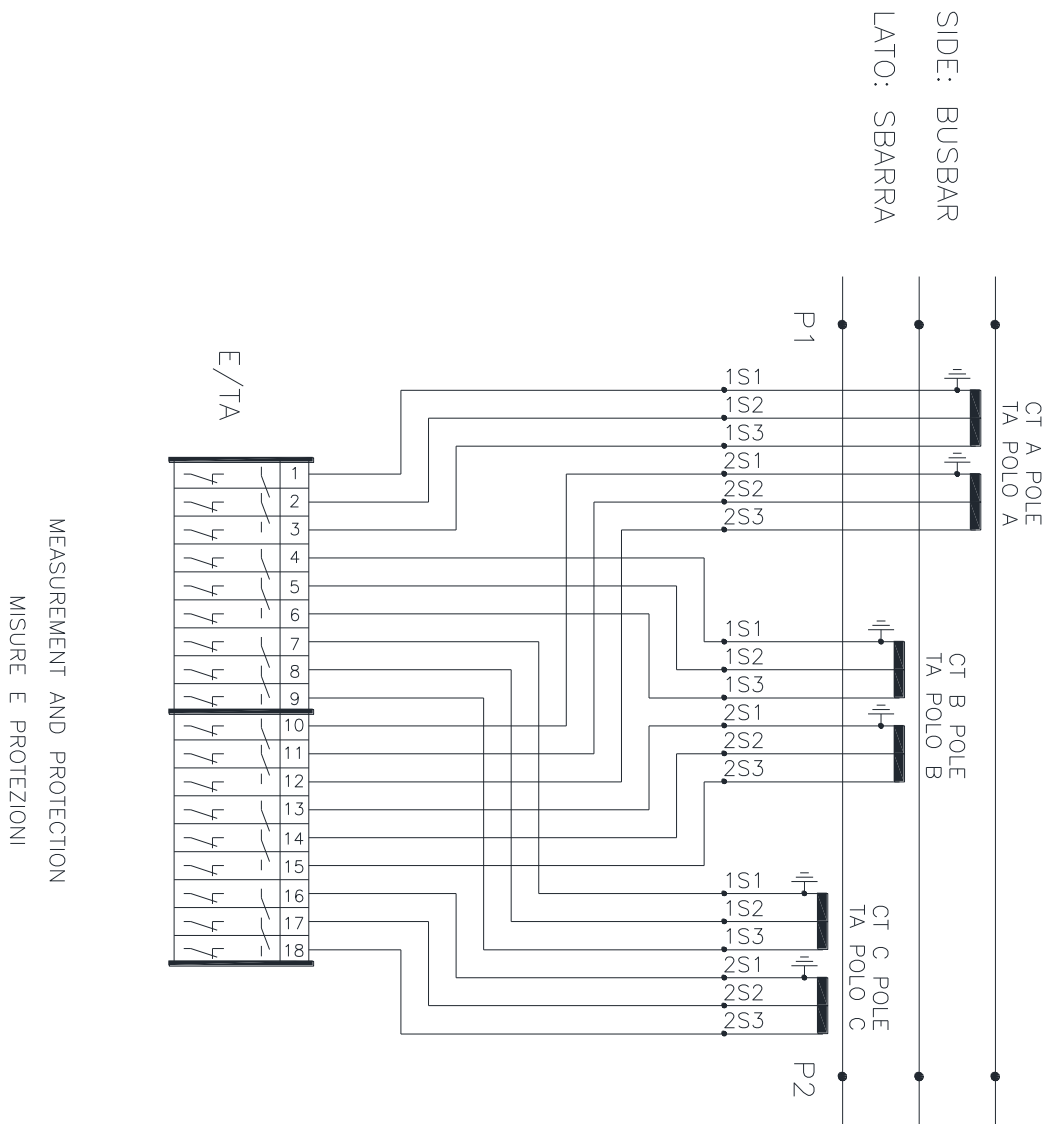 SIDE: BUSBAR
LATO: SBARRA
P1
CT A POLE
TA POLO A
1S1
1S2
1S3
2S1
2S2
2S3
CT B POLE
TA POLO B
1S1
1S2
1S3
2S1
2S2
2S3
CT C POLE
TA POLO C
1S1
1S2
1S3
2S1
2S2
2S3
P2
E/TA
1
2
3
4
5
6
7
8
9
10
11
12
13
14
15
16
17
18
MEASUREMENT AND PROTECTION
MISURE E PROTEZIONI